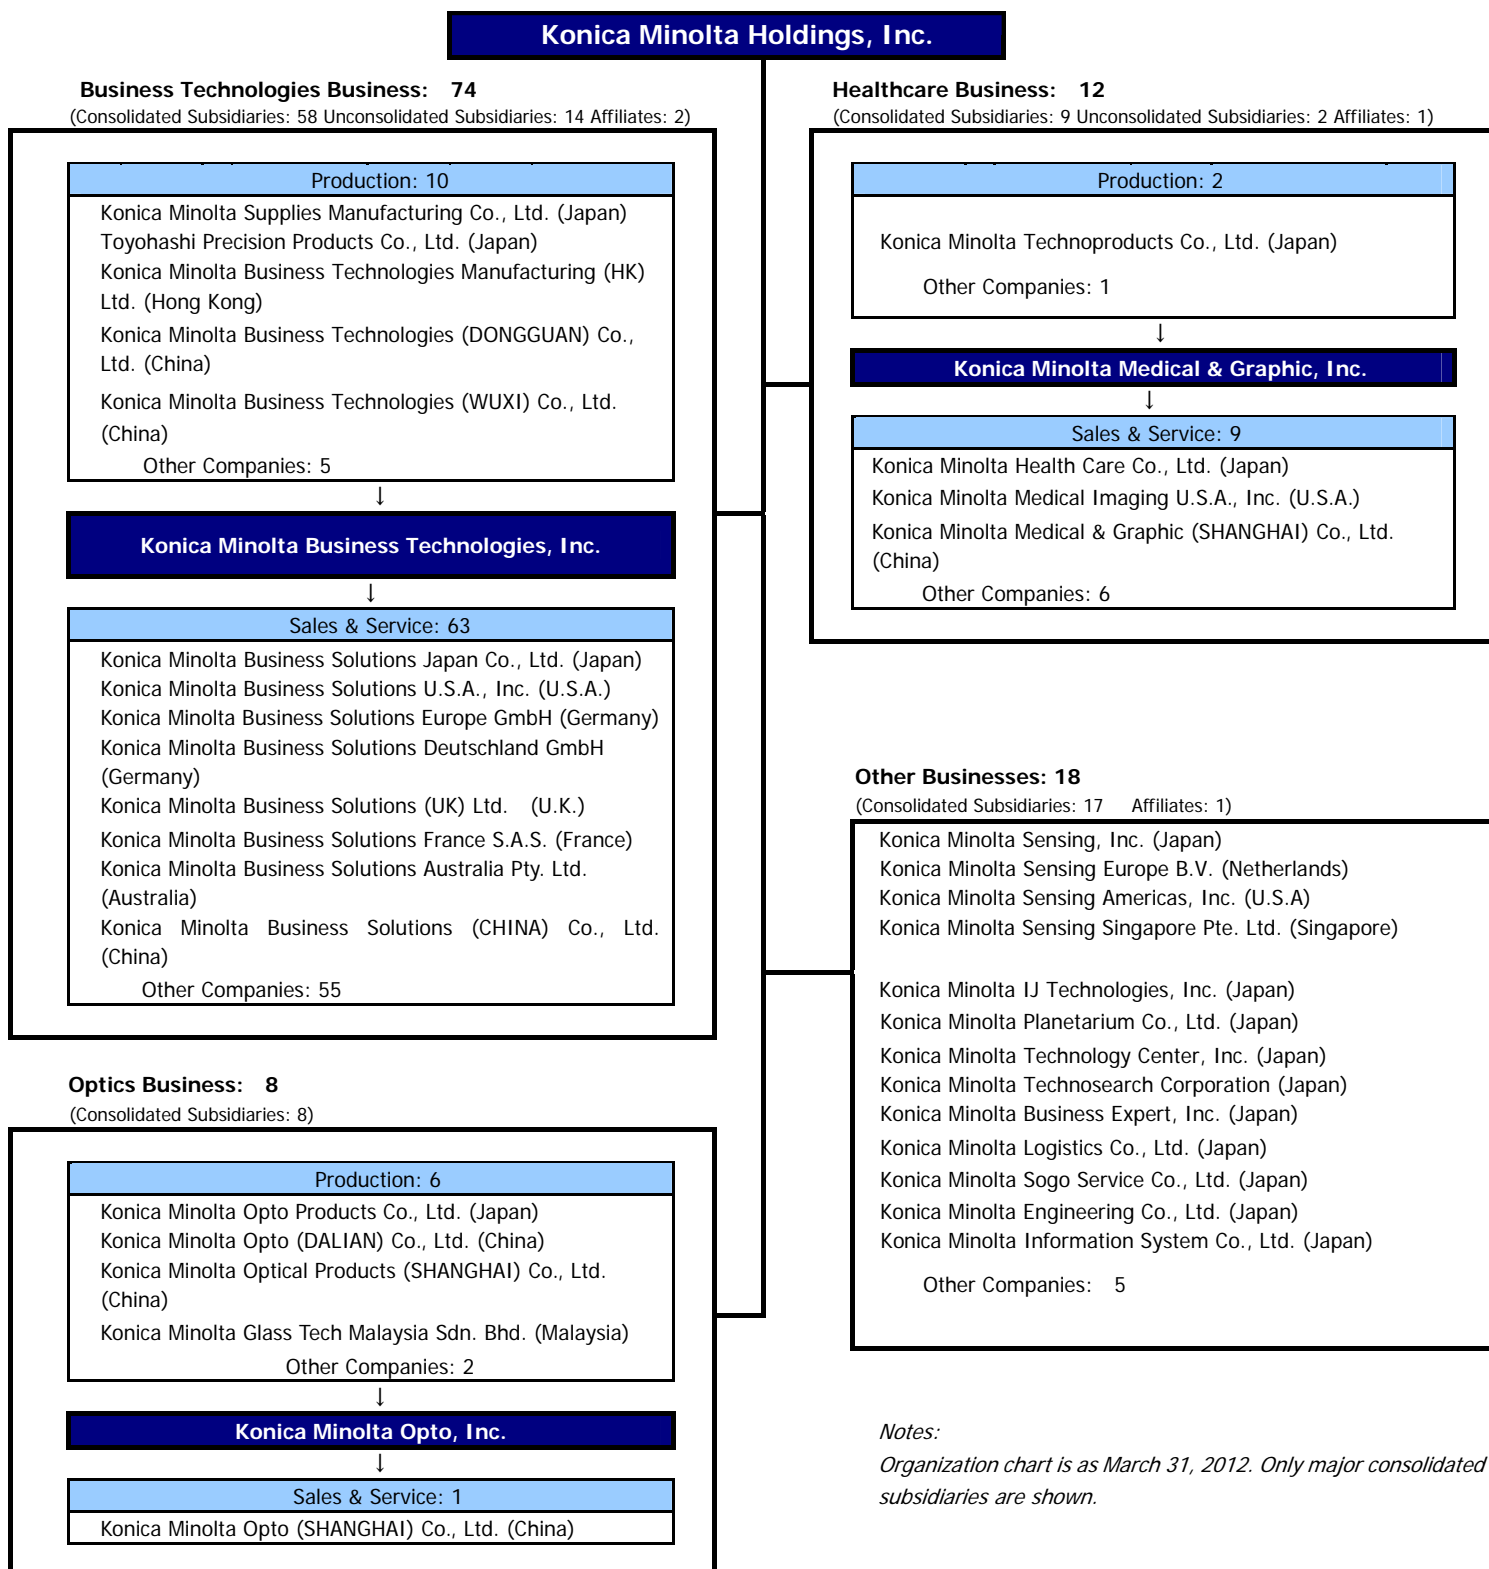 Konica Minolta Holdings, Inc.
Business Technologies Business: 74
(Consolidated Subsidiaries: 58 Unconsolidated Subsidiaries: 14 Affiliates: 2)
Production: 10
Konica Minolta Supplies Manufacturing Co., Ltd. (Japan)
Toyohashi Precision Products Co., Ltd. (Japan)
Konica Minolta Business Technologies Manufacturing (HK)
Ltd. (Hong Kong)
Konica Minolta Business Technologies (DONGGUAN) Co.,
Ltd. (China)
Konica Minolta Business Technologies (WUXI) Co., Ltd.
(China)
Other Companies: 5
↓
Konica Minolta Business Technologies, Inc.
↓
Sales & Service: 63
Konica Minolta Business Solutions Japan Co., Ltd. (Japan)
Konica Minolta Business Solutions U.S.A., Inc. (U.S.A.)
Konica Minolta Business Solutions Europe GmbH (Germany)
Konica Minolta Business Solutions Deutschland GmbH
(Germany)
Konica Minolta Business Solutions (UK) Ltd. (U.K.)
Konica Minolta Business Solutions France S.A.S. (France)
Konica Minolta Business Solutions Australia Pty. Ltd.
(Australia)
Konica Minolta Business Solutions (CHINA) Co., Ltd.
(China)
Other Companies: 55
Optics Business: 8
(Consolidated Subsidiaries: 8)
Production: 6
Konica Minolta Opto Products Co., Ltd. (Japan)
Konica Minolta Opto (DALIAN) Co., Ltd. (China)
Konica Minolta Optical Products (SHANGHAI) Co., Ltd.
(China)
Konica Minolta Glass Tech Malaysia Sdn. Bhd. (Malaysia)
Other Companies: 2
↓
Konica Minolta Opto, Inc.
↓
Sales & Service: 1
Konica Minolta Opto (SHANGHAI) Co., Ltd. (China)
Healthcare Business: 12
(Consolidated Subsidiaries: 9 Unconsolidated Subsidiaries: 2 Affiliates: 1)
Production: 2
Konica Minolta Technoproducts Co., Ltd. (Japan)
Other Companies: 1
↓
Konica Minolta Medical & Graphic, Inc.
↓
Sales & Service: 9
Konica Minolta Health Care Co., Ltd. (Japan)
Konica Minolta Medical Imaging U.S.A., Inc. (U.S.A.)
Konica Minolta Medical & Graphic (SHANGHAI) Co., Ltd.
(China)
Other Companies: 6
Other Businesses: 18
(Consolidated Subsidiaries: 17 Affiliates: 1)
Konica Minolta Sensing, Inc. (Japan)
Konica Minolta Sensing Europe B.V. (Netherlands)
Konica Minolta Sensing Americas, Inc. (U.S.A)
Konica Minolta Sensing Singapore Pte. Ltd. (Singapore)
Konica Minolta IJ Technologies, Inc. (Japan)
Konica Minolta Planetarium Co., Ltd. (Japan)
Konica Minolta Technology Center, Inc. (Japan)
Konica Minolta Technosearch Corporation (Japan)
Konica Minolta Business Expert, Inc. (Japan)
Konica Minolta Logistics Co., Ltd. (Japan)
Konica Minolta Sogo Service Co., Ltd. (Japan)
Konica Minolta Engineering Co., Ltd. (Japan)
Konica Minolta Information System Co., Ltd. (Japan)
Other Companies: 5
Notes:
Organization chart is as March 31, 2012. Only major consolidated
subsidiaries are shown.